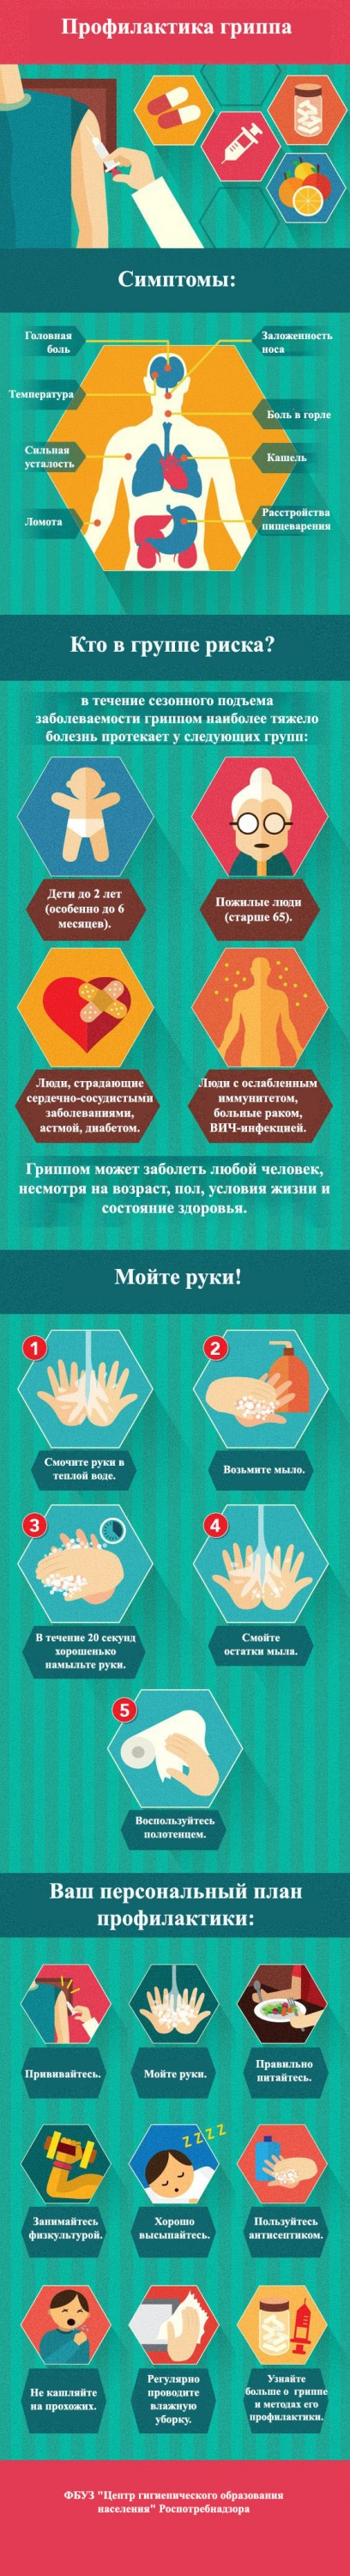 Профилактика гриппа
Симптомы:
Головная
боль
Заложенность
носа
Температура
Боль в горле
Сильная
усталость
Кашель
Ломота
Расстройства
пищеварения
Кто в группе риска?
в течение сезонного подъема
заболеваемости гриппом наиболее тяжело
болезнь протекает у следующих групп:
Дети до 2 лет
(особенно до 6
месяцев).
Пожилые люди
(старше 65).
Люди, страдающие
сердечно-сосудистыми
заболеваниями,
астмой, диабетом.
Люди с ослабленным
иммунитетом,
больные раком,
ВИЧ-инфекцией.
Гриппом может заболеть любой человек,
несмотря на возраст, пол, условия жизни и
состояние здоровья.
Мойте руки!
1
Смочите руки в
теплой воде.
2
Возьмите мыло.
3
В течение 20 секунд
хорошенько
намыльте руки.
4
Смойте
остатки мыла.
5
Воспользуйтесь
полотенцем.
Ваш персональный план
профилактики:
Прививайтесь.
Мойте руки.
Правильно
питайтесь.
Занимайтесь
физкультурой.
ZZZZ
Хорошо
высыпайтесь.
Пользуйтесь
антисептиком.
Не кашляйте
на прохожих.
Регулярно
проводите
влажную
уборку.
Узнайте
больше о гриппе
и методах его
профилактики.
ФБУЗ "Центр гигиенического образования
населения" Роспотребнадзора